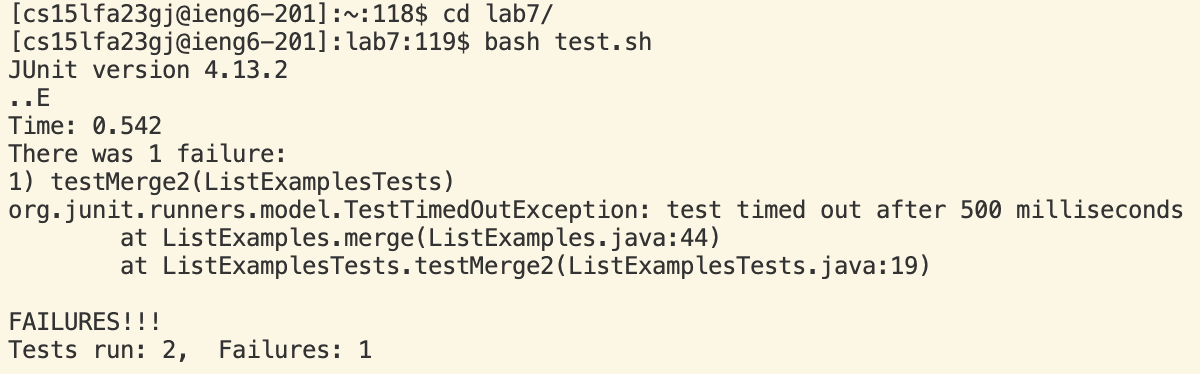 [cs15lfa23gj@ieng6-201]:~:118$ cd lab7/
[cs15lfa23gj@ieng6-201]:lab7:119$ bash test.sh
JUnit version 4.13.2
..E
Time: 0.542
There was 1 failure:
1) testMerge2(ListExamplesTests)
org.junit.runners.model.TestTimedOutException: test timed out after 500 milliseconds
        at ListExamples.merge(ListExamples.java:44)
        at ListExamplesTests.testMerge2(ListExamplesTests.java:19)

FAILURES!!!
Tests run: 2,  Failures: 1